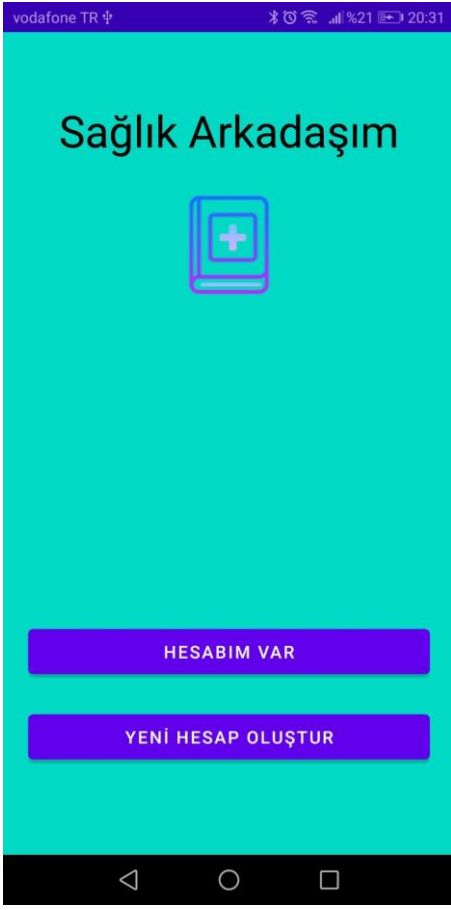 vodafone TR %21 20:31
Sağlık Arkadaşım
HESABIM VAR
YENİ HESAP OLUŞTUR